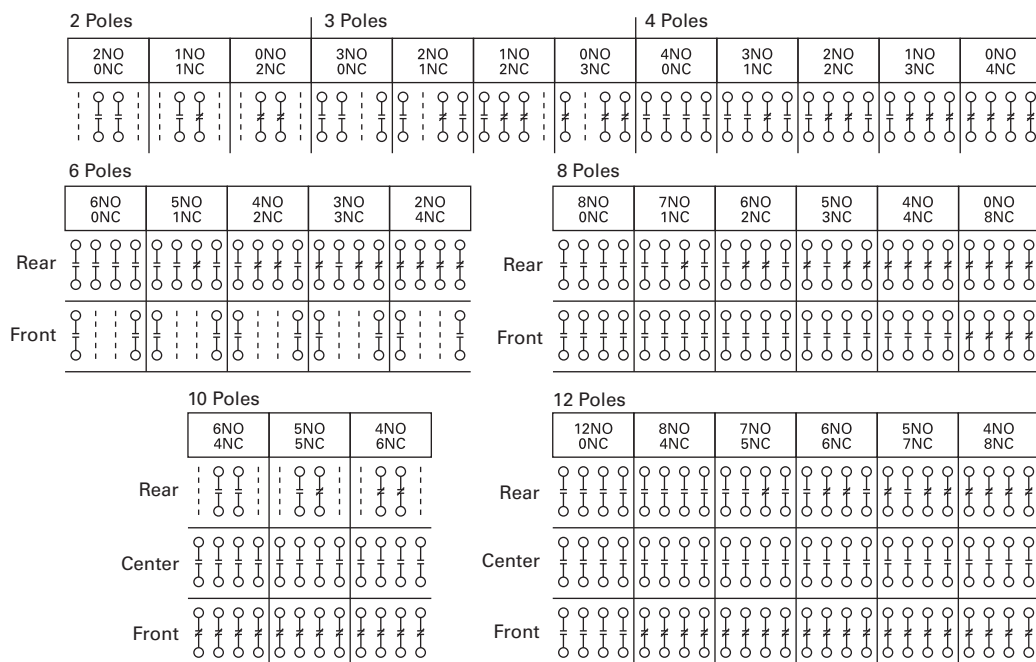 2 Poles 3 Poles 4 Poles
2NO 1NO 0NO 3NO 2NO 1NO 0NO 4NO 3NO 2NO 1NO 0NO
0NC 1NC 2NC 0NC 1NC 2NC 3NC 0NC 1NC 2NC 3NC 4NC
6 Poles
6NO 5NO 4NO 3NO 2NO
0NC 1NC 2NC 3NC 4NC
Rear
Front
8 Poles
8NO 7NO 6NO 5NO 4NO 0NO
0NC 1NC 2NC 3NC 4NC 8NC
Rear
Front
10 Poles
6NO 5NO 4NO
4NC 5NC 6NC
Rear
Center
Front
12 Poles
12NO 8NO 7NO 6NO 5NO 4NO
0NC 4NC 5NC 6NC 7NC 8NC
Rear
Center
Front